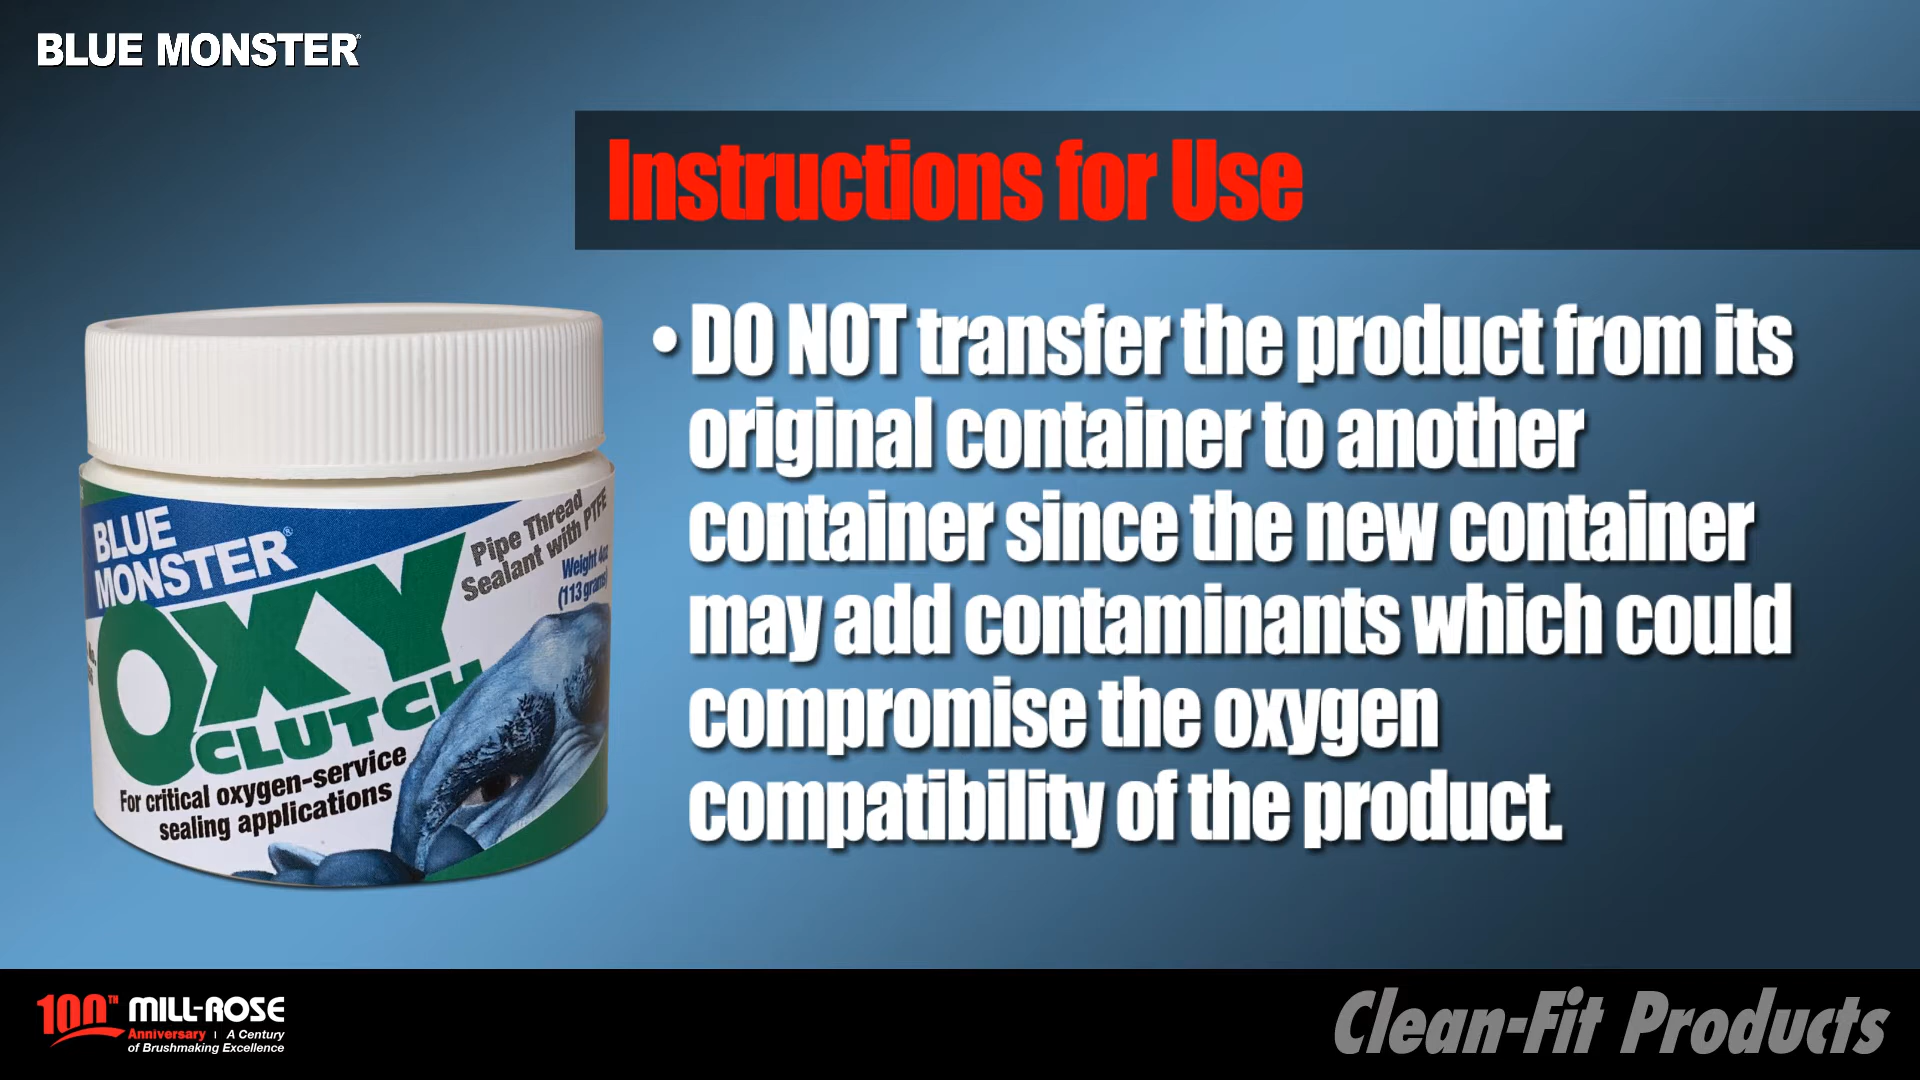 BLUE MONSTER®
Instructions for Use
• DO NOT transfer the product from its
original container to another
container since the new container
may add contaminants which could
compromise the oxygen
compatibility of the product.
BLUE
MONSTER®
Pipe Thread
Sealant with PTFE
Weight 4oz
(113 grams)
OXY
CLUTCH
For critical oxygen-service
sealing applications
100TH MILL-ROSE
Anniversary | A Century
of Brushmaking Excellence
Clean-Fit Products